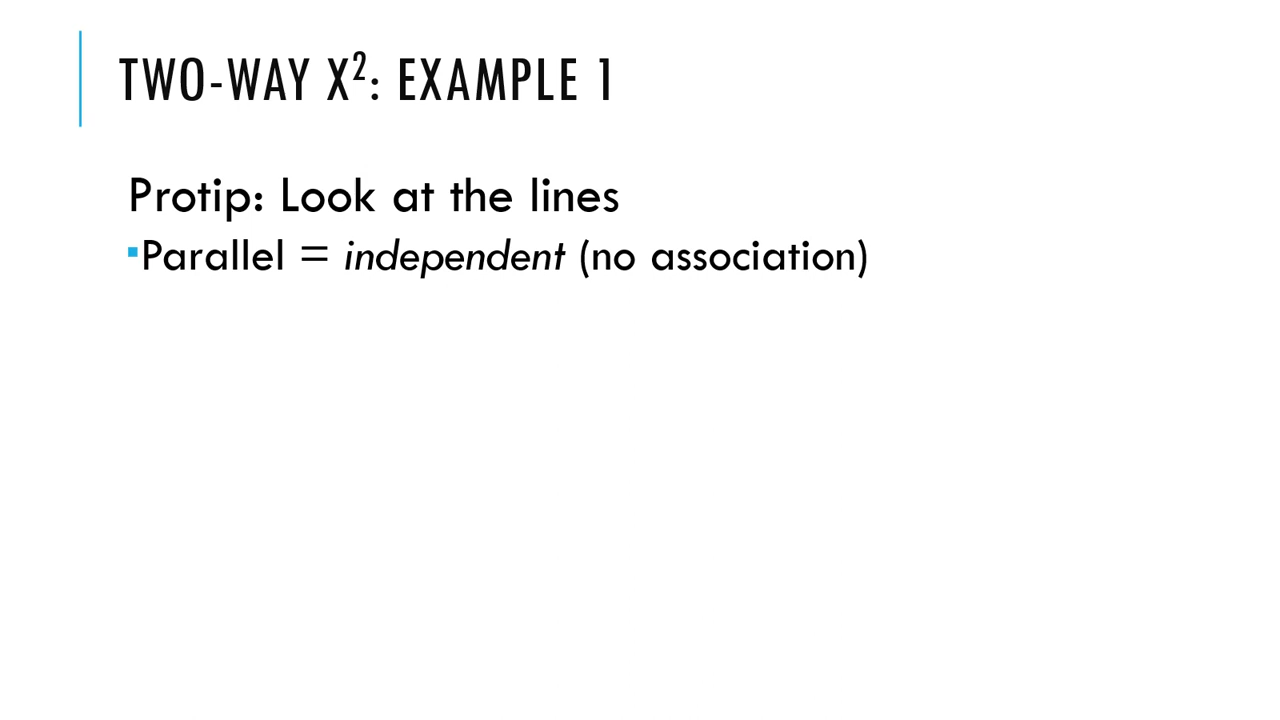 TWO-WAY X²: EXAMPLE 1
Protip: Look at the lines
▪Parallel = independent (no association)